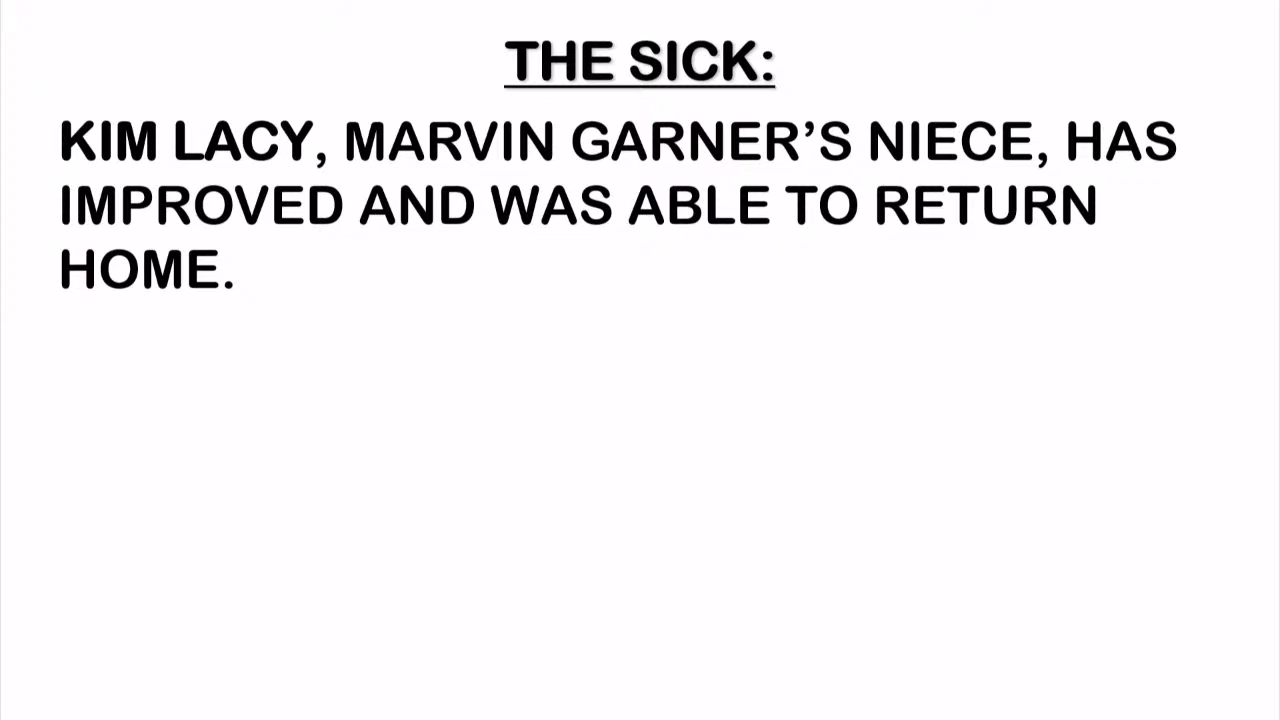 THE SICK:
KIM LACY, MARVIN GARNER’S NIECE, HAS
IMPROVED AND WAS ABLE TO RETURN
HOME.